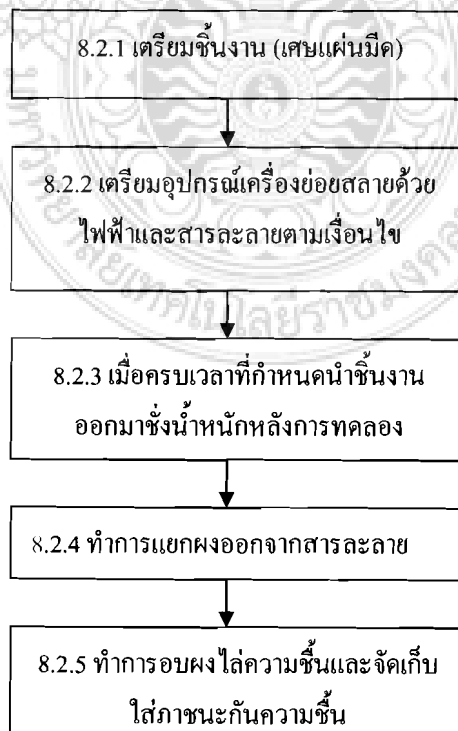 8.2.1 เตรียมชิ้นงาน (เศษแผ่นมีด)
8.2.2 เตรียมอุปกรณ์เครื่องย่อยสลายด้วย
ไฟฟ้าและสารละลายตามเงื่อนไข
8.2.3 เมื่อครบเวลาที่กำหนดนำชิ้นงาน
ออกมาชั่งน้ำหนักหลังการทดลอง
8.2.4 ทำการแยกผงออกจากสารละลาย
8.2.5 ทำการอบผงไล่ความชื้นและจัดเก็บ
ใส่ภาชนะกันความชื้น